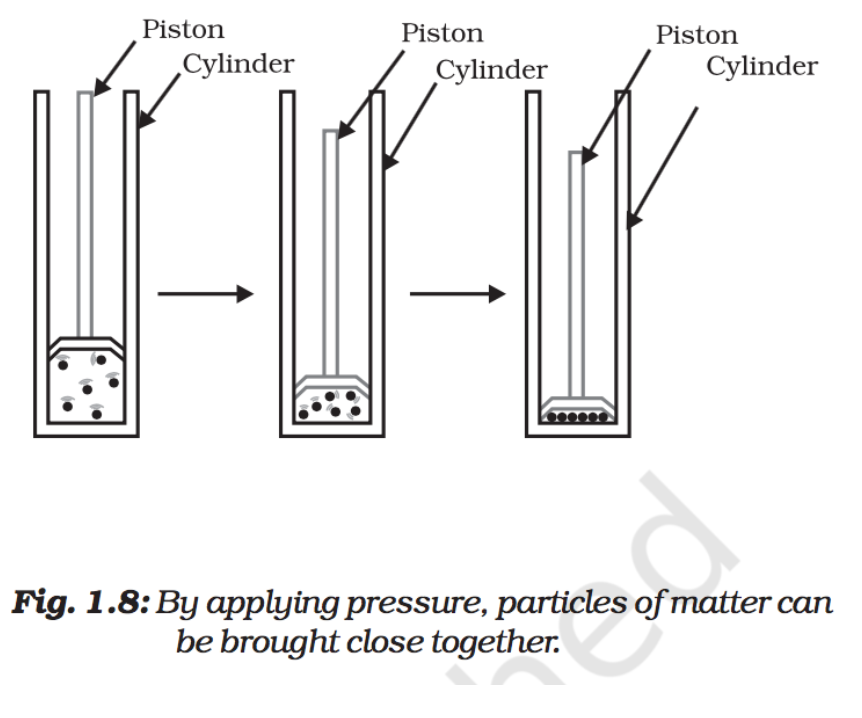 Piston
Cylinder
Piston
Cylinder
Piston
Cylinder
Fig. 1.8: By applying pressure, particles of matter can
be brought close together.
hed